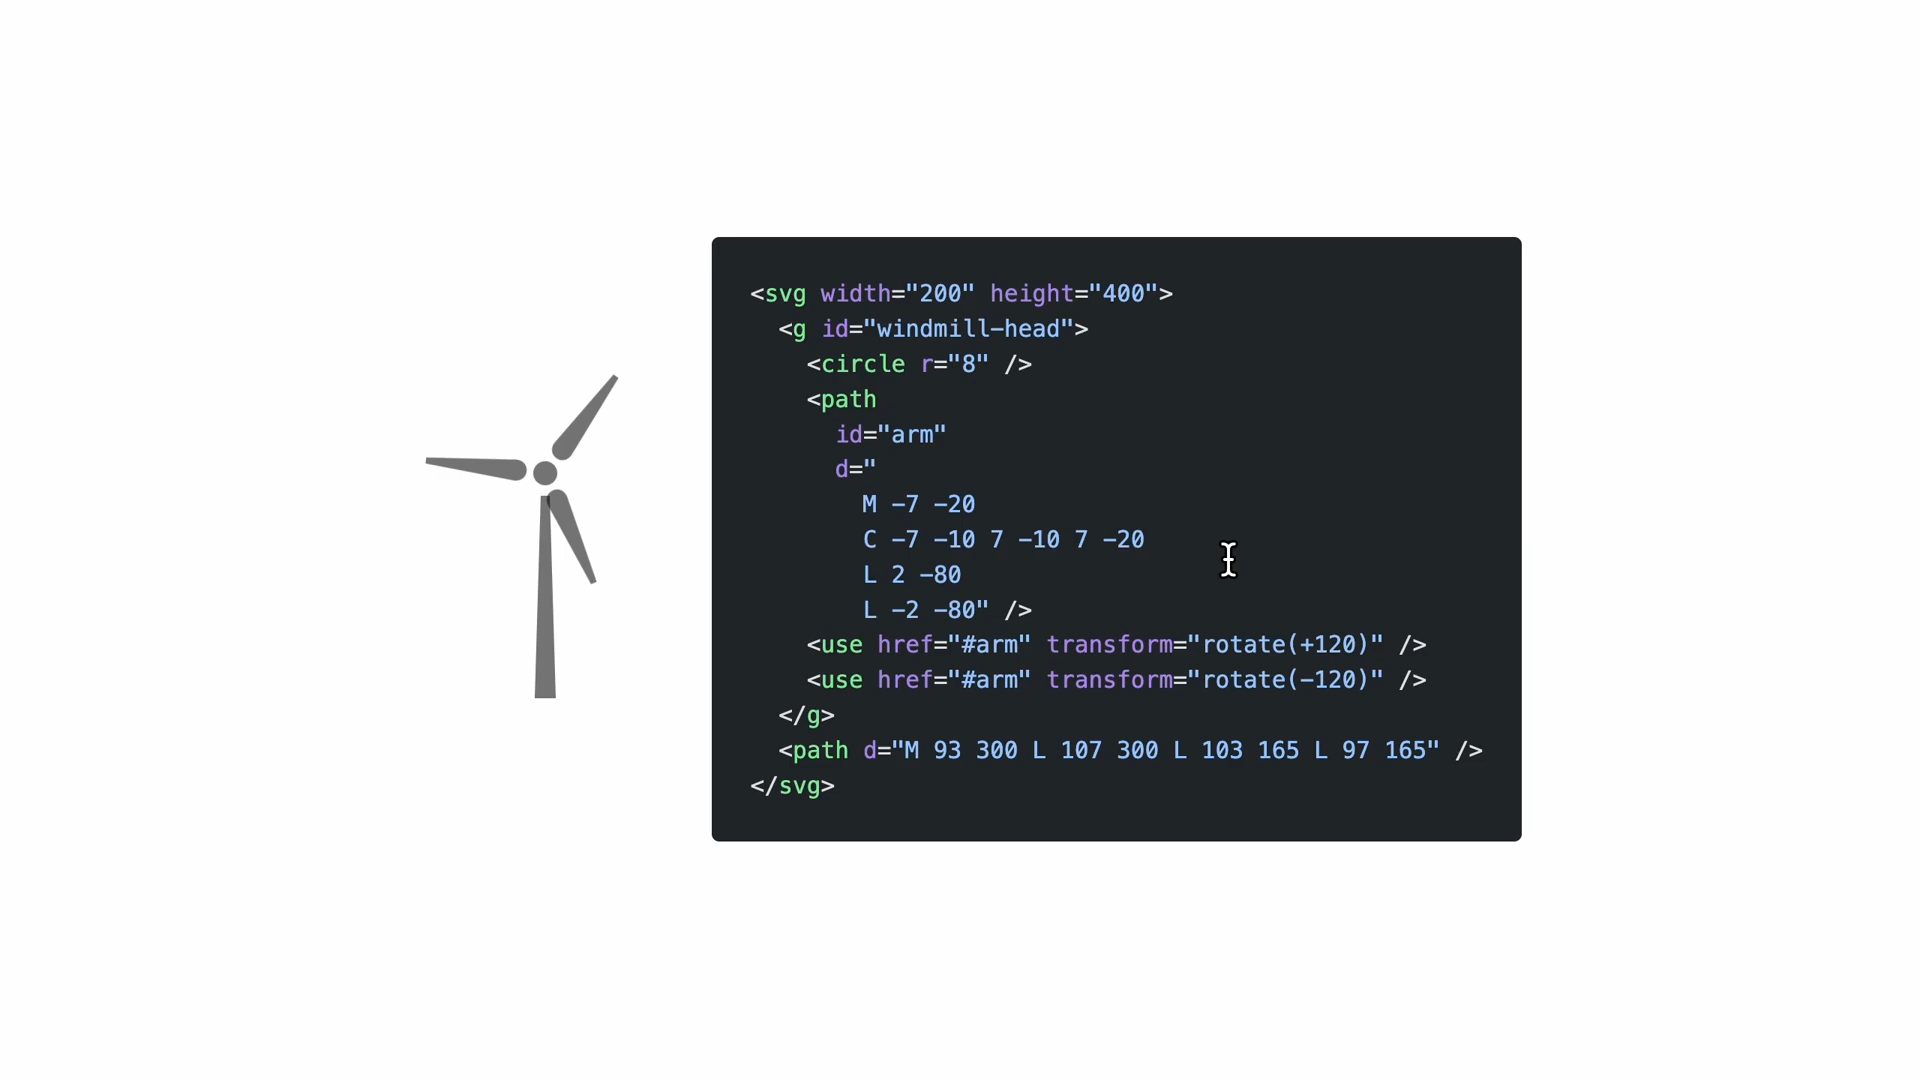 <svg width="200" height="400">
<g id="windmill-head">
<circle r="8" />
<path
id="arm"
d="
M -7 -20
C -7 -10 7 -10 7 -20
L 2 -80
L -2 -80" />
<use href="#arm" transform="rotate(+120)" />
<use href="#arm" transform="rotate(-120)" />
</g>
<path d="M 93 300 L 107 300 L 103 165 L 97 165" />
</svg>